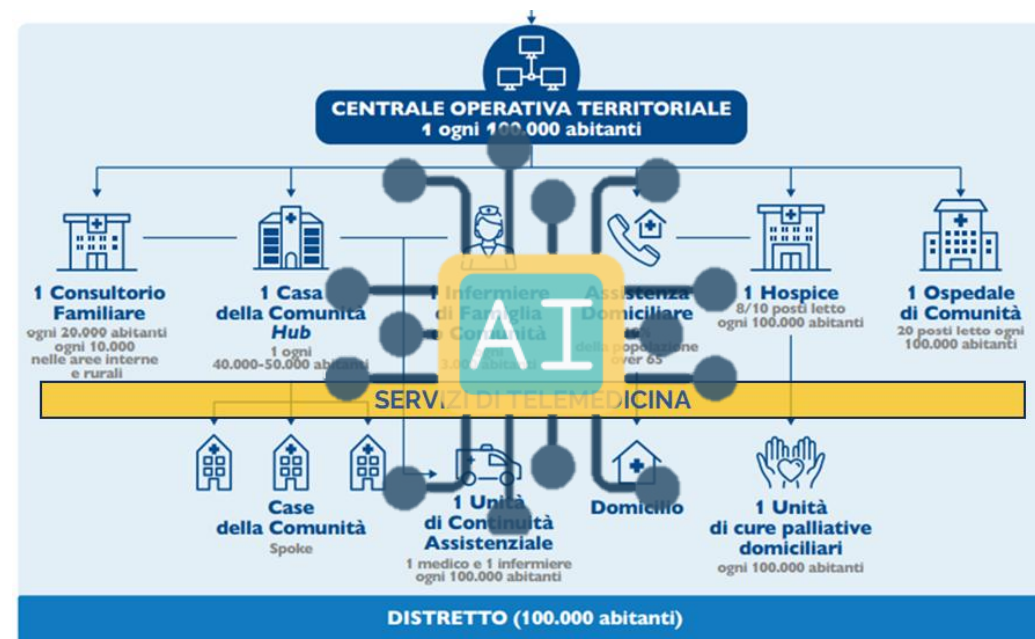 CENTRALE OPERATIVA TERRITORIALE
1 ogni 100.000 abitanti
1 Consultorio
Familiare
ogni 20.000 abitanti
ogni 10.000
nelle aree interne
e rurali
1 Casa
della Comunità
Hub
1 ogni
40.000-50.000 abitanti
1 Infermiere
di Famiglia
o Comunità
ogni
3.000 abitanti
Assistenza
Domiciliare
della popolazione
over 65
1 Hospice
8/10 posti letto
ogni 100.000 abitanti
1 Ospedale
di Comunità
20 posti letto ogni
100.000 abitanti
AI
SERVIZI DI TELEMEDICINA
Case
della Comunità
Spoke
1 Unità
di Continuità
Assistenziale
1 medico e 1 infermiere
ogni 100.000 abitanti
Domicilio
1 Unità
di cure palliative
domiciliari
ogni 100.000 abitanti
DISTRETTO (100.000 abitanti)